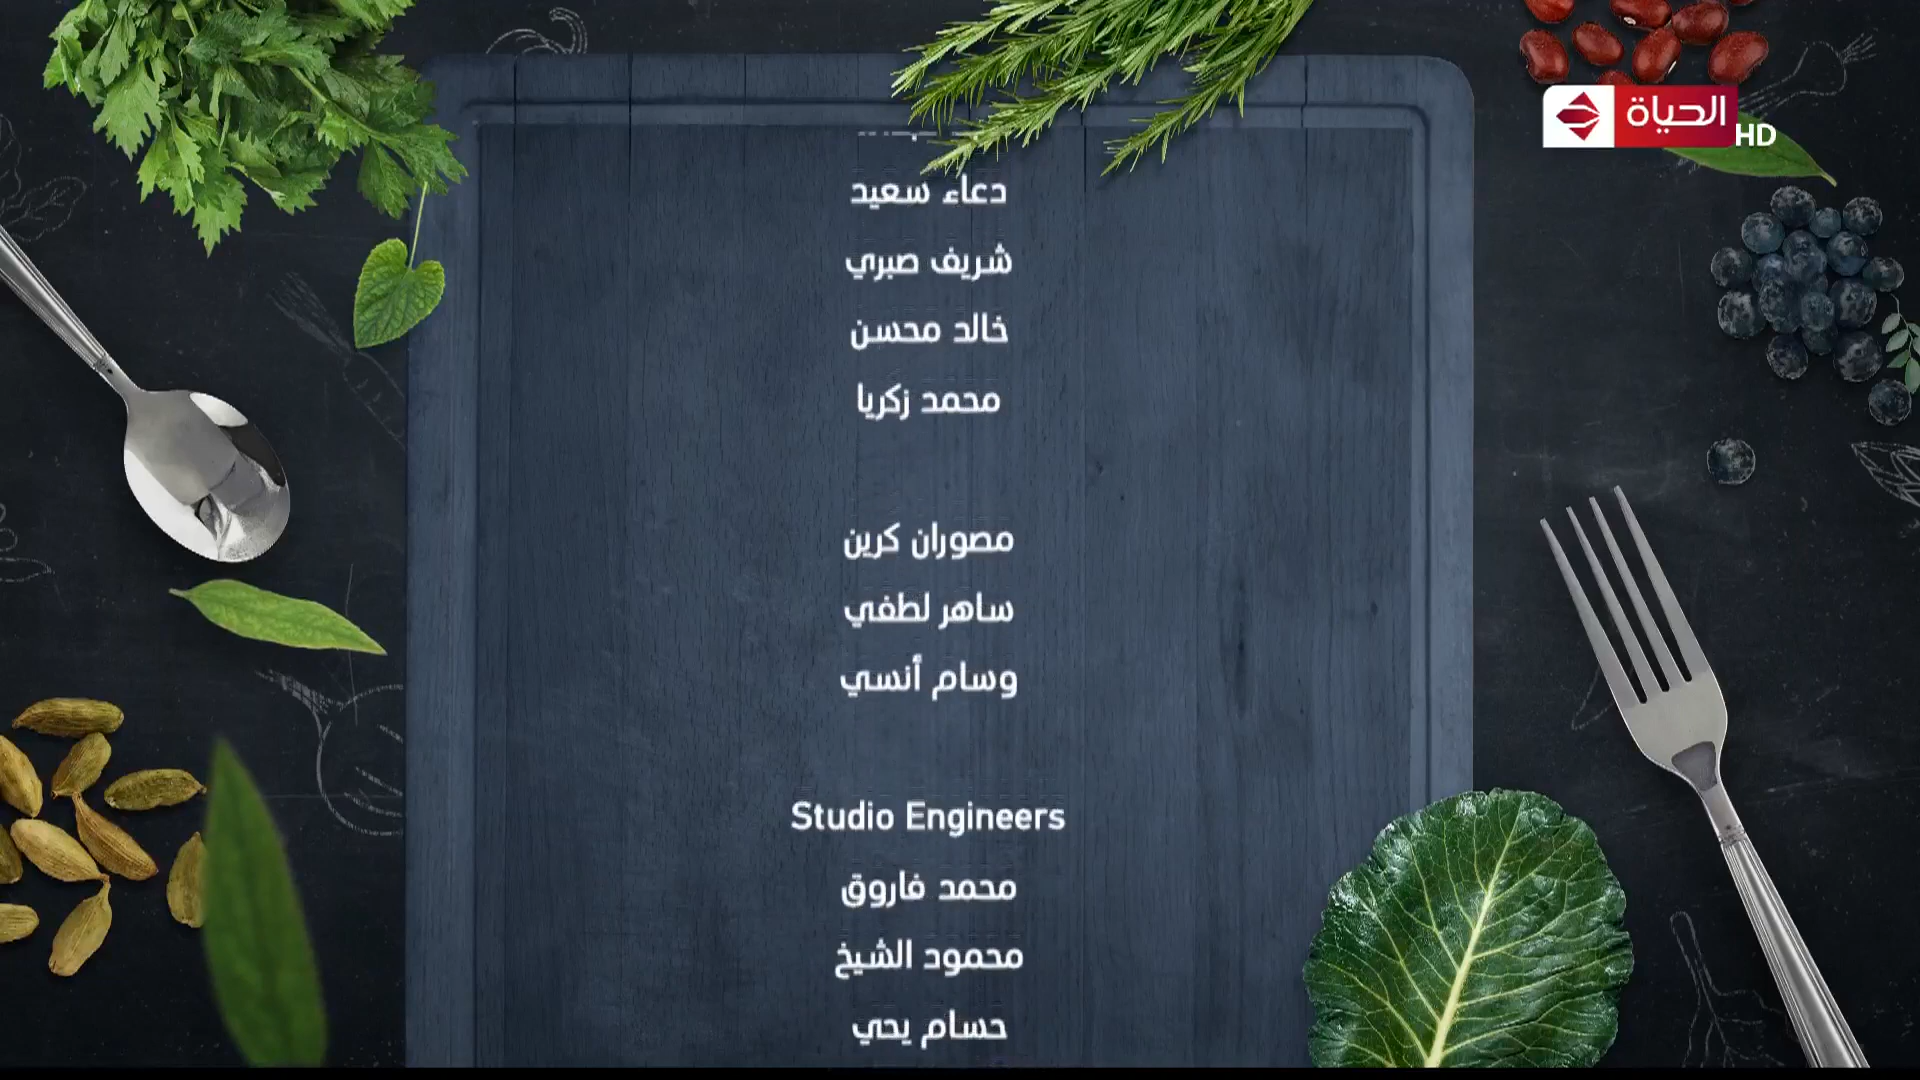 الحياة
HD
دعاء سعيد
شريف صبري
خالد محسن
محمد زكريا
مصوران كرين
ساهر لطفي
وسام أنسي
Studio Engineers
محمد فاروق
محمود الشيخ
حسام يحي